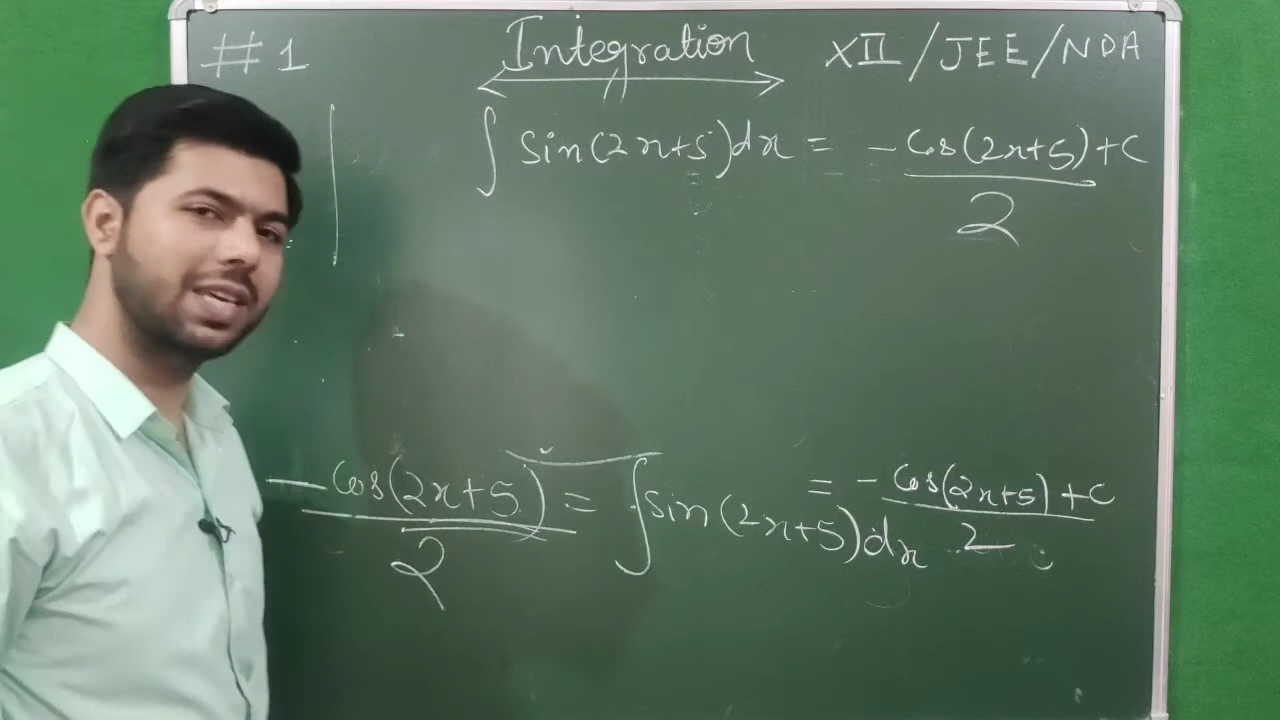 #1 Integration XII/JEE/NDA
∫ Sin(2x+5)dx = -Cos(2x+5)+C
2
-Cos(2x+5) = ∫Sin(2x+5)dx = -Cos(2x+5)+C
2 2